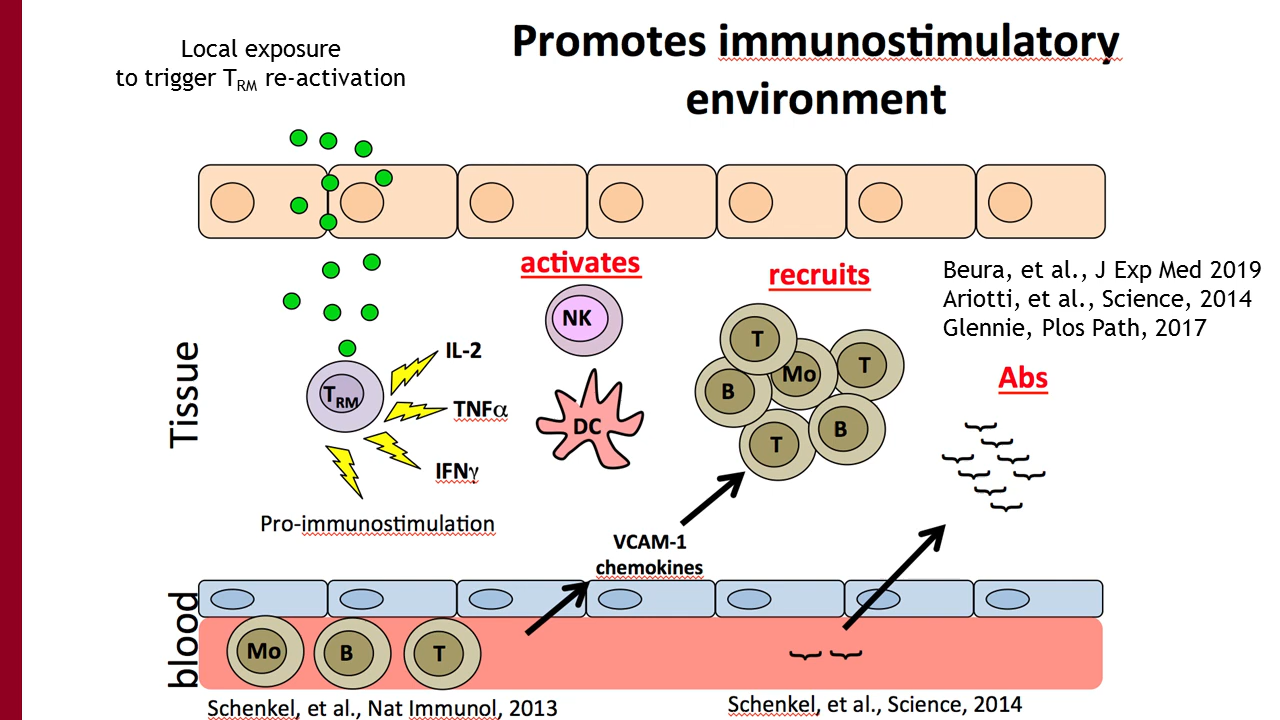 Local exposure
to trigger TRM re-activation
Promotes immunostimulatory
environment
activates
recruits
Beura, et al., J Exp Med 2019
Ariotti, et al., Science, 2014
Glennie, Plos Path, 2017
Abs
Tissue
NK
T
Mo
T
B
T
B
TRM
IL-2
TNFα
IFNγ
DC
Pro-immunostimulation
VCAM-1
chemokines
blood
Mo
B
T
Schenkel, et al., Nat Immunol, 2013
Schenkel, et al., Science, 2014